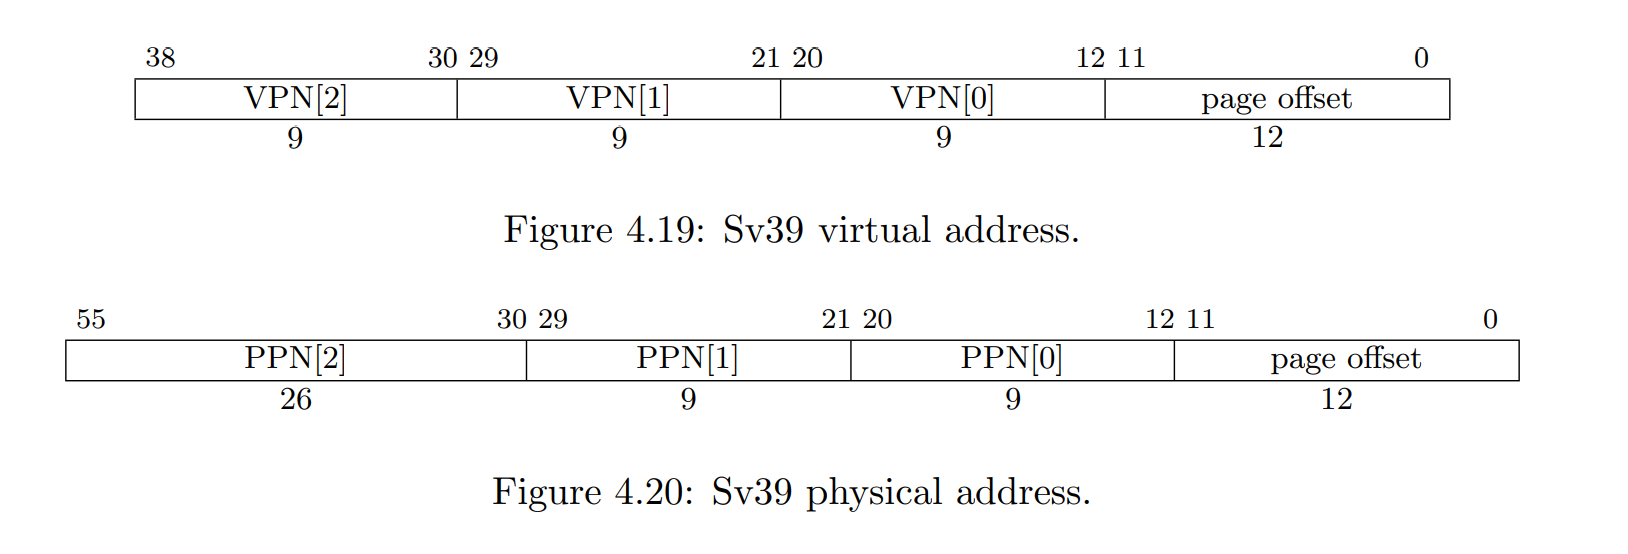 38 30 29 21 20 12 11 0
VPN[2] VPN[1] VPN[0] page offset
9 9 9 12
Figure 4.19: Sv39 virtual address.
55 30 29 21 20 12 11 0
PPN[2] PPN[1] PPN[0] page offset
26 9 9 12
Figure 4.20: Sv39 physical address.